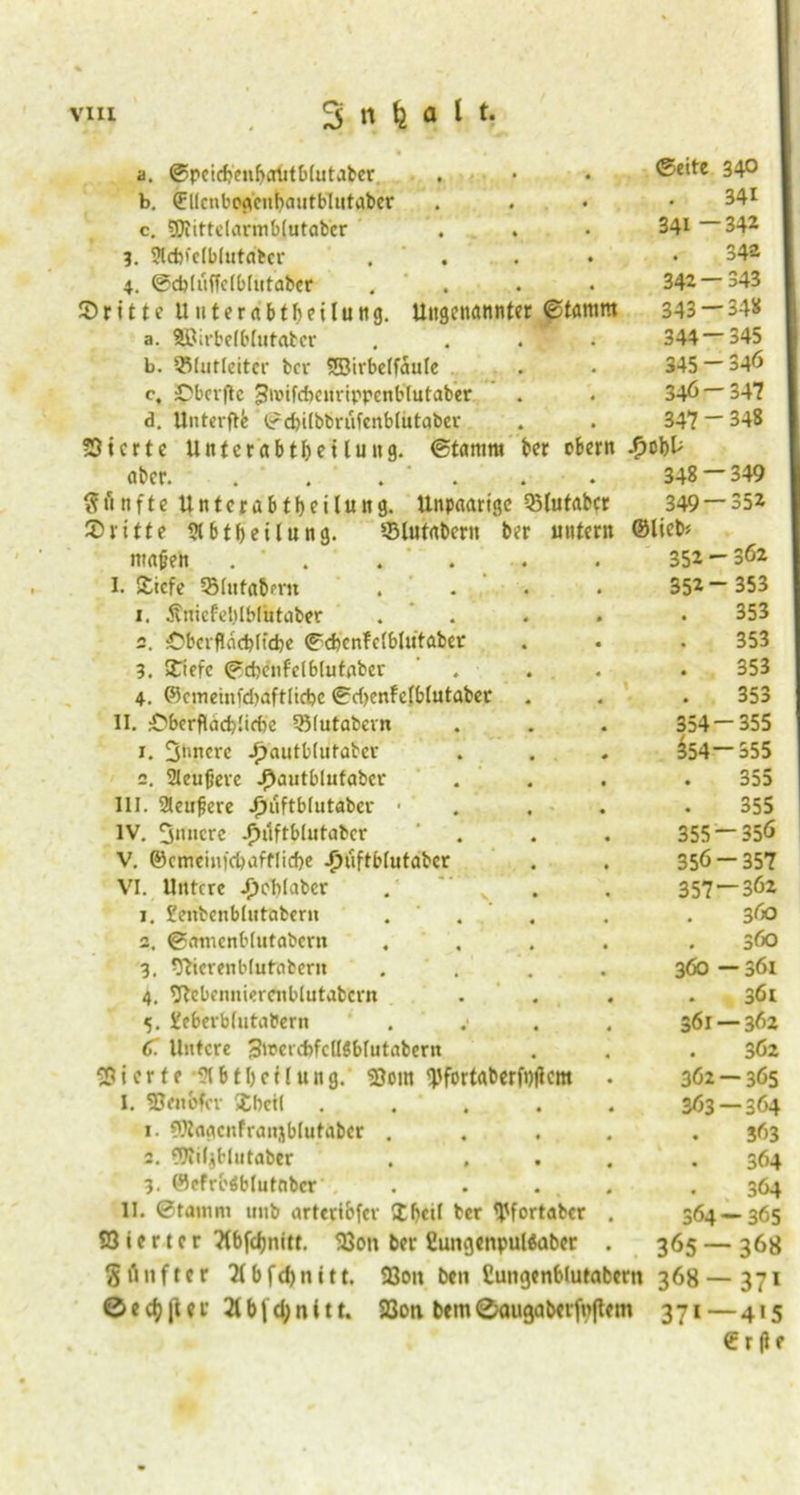 VIII Inhalt.
a. Speichenhautblutader . . . Seite 340
b. Ellenbogenhautblutader . . . . 341
c. Mittelarmblutader . . . 341—342
3. Achselblutader . . . . . 342
4. Schlüsselblutader . . . . 342—343
Dritte Unterabtheilung. Ungenannter Stamm 343—348
a. Wirbelblutader . . . . 344—345
b. Blutleiter der Wirbelsäule . . 345—346
c. Oberste Zwischenrippenblutader . . 346—347
d. Unterste Schildbrüsenblutader . . 347—348
Vierte Unterabtheilung. Stamm der obern Hohl-
ader. . . . . . . 348—349
Fünfte Unterabtheilung. Unpaarige Blutader 349—352
Dritte Abtheilung. Blutadern der untern Glied-
maßen . . . . . . 352—362
I. Tiefe Blutadern . . . . 352—353
1. Kniekehlblutader . . . . . 353
2. Oberflächliche Schenkelblutader . . . 353
3. Tiefe Schenkelblutader . . . . 353
4. Gemeinschaftliche Schenkelblutader . . . 353
II. Oberflächliche Blutadern . . . 354—355
1. Innere Hautblutader . . . 354—355
2. Aeußere Hautblutader . . . . 355
III. Aeußere Hüftblutader . . . . 355
IV. Innere Hüftblutader . . . 355—356
V. Gemeinschaftliche Hüftblutader . . 356—357
VI. Untere Hohlader . . . 357—362
1. Lendenblutadern . . . . . 360
2. Samenblutadern . . . . . 360
3. Nierenblutadern . . . . 360—361
4. Nebennierenblutadern . . . . 361
5. Leberblutadern . . . . 361—362
6. Untere Zwerchfellsblutadern . . . 362
Vierte Abtheilung. Vom Pfortadersystem . 362—365
I. Venöser Theil . . . . . 363—364
1. Magenkranzblutader . . . . . 363
2. Milzblutader . . . . . 364
3. Gekrösblutader . . . . . 364
II. Stamm und arteriöser Theil der Pfortader . 364—365
Vierter Abschnitt. Von der Lungenpulsader . 365—368
Fünfter Abschnitt. Von den Lungenblutadern 368—371
Sechster Abschnitt. Von dem Saugadersystem 371—415
Erste